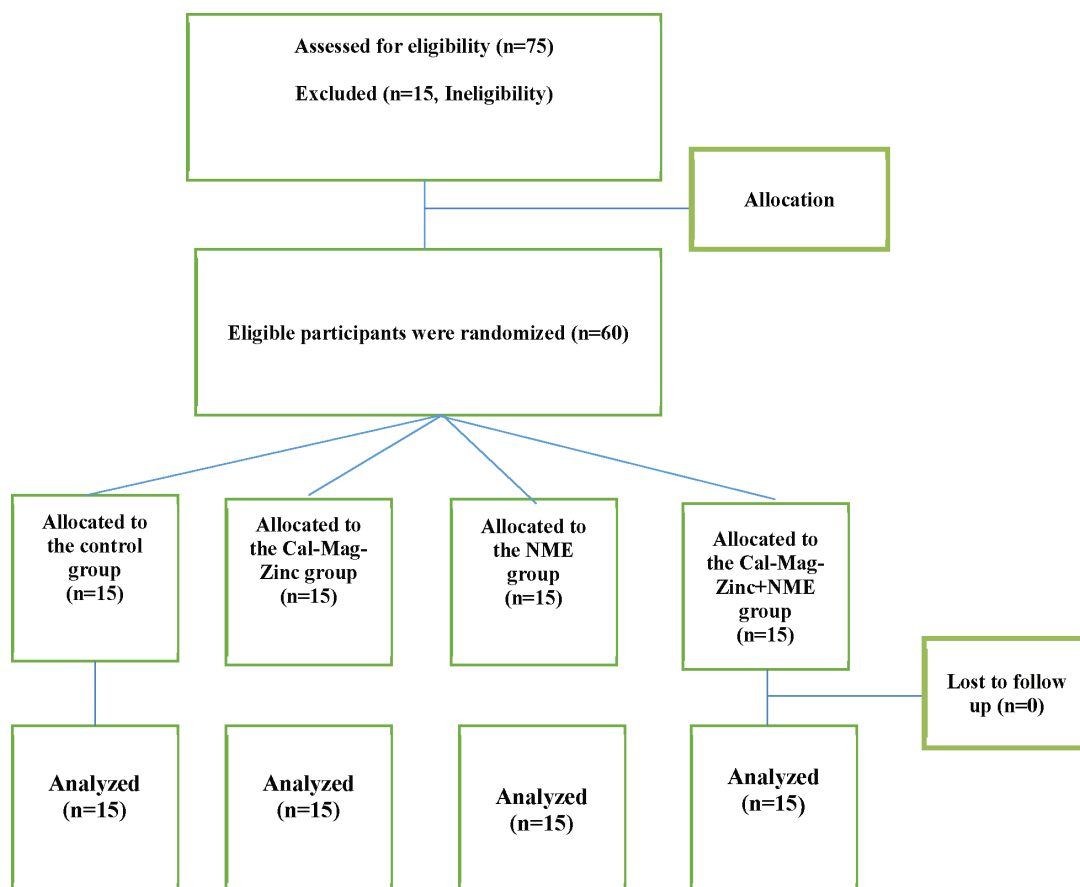 Assessed for eligibility (n=75)
Excluded (n=15, Ineligibility)
Allocation
Eligible participants were randomized (n=60)
Allocated to
the control
group
(n=15)
Allocated to
the Cal-Mag-
Zinc group
(n=15)
Allocated to
the NME
group
(n=15)
Allocated to
the Cal-Mag-
Zinc+NME
group
(n=15)
Lost to follow
up (n=0)
Analyzed
(n=15)
Analyzed
(n=15)
Analyzed
(n=15)
Analyzed
(n=15)